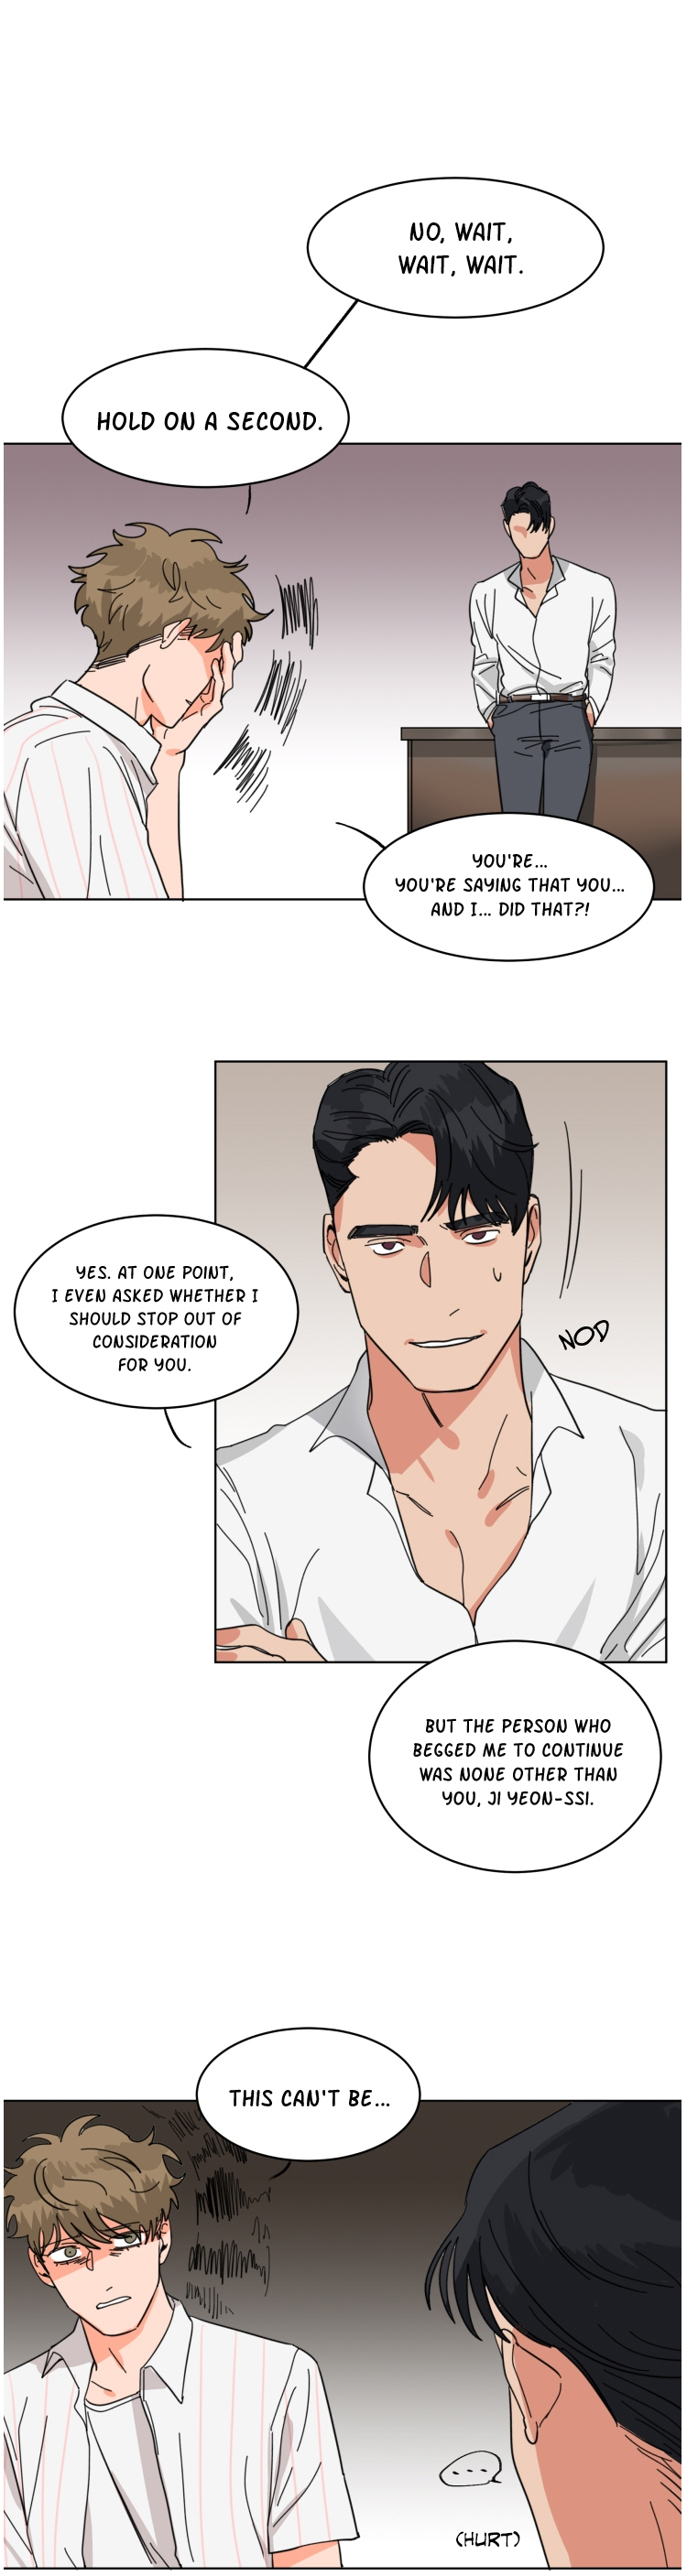 NO, WAIT,
WAIT, WAIT.
HOLD ON A SECOND.
YOU'RE...
YOU'RE SAYING THAT YOU...
AND I... DID THAT?!
YES. AT ONE POINT,
I EVEN ASKED WHETHER I
SHOULD STOP OUT OF
CONSIDERATION
FOR YOU.
NOD
BUT THE PERSON WHO
BEGGED ME TO CONTINUE
WAS NONE OTHER THAN
YOU, JI YEON-SSI.
THIS CAN'T BE...
...
(HURT)